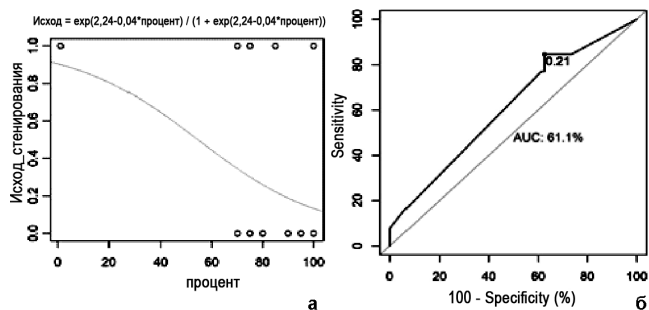 Исход = exp(2,24-0,04*процент) / (1 + exp(2,24-0,04*процент))
Исход_стенирования
1.0
0.8
0.6
0.4
0.2
0.0
0 20 40 60 80 100
процент
а
Sensitivity
100
80
60
40
20
0
0.21
AUC: 61.1%
0 20 40 60 80 100
100 - Specificity (%)
б